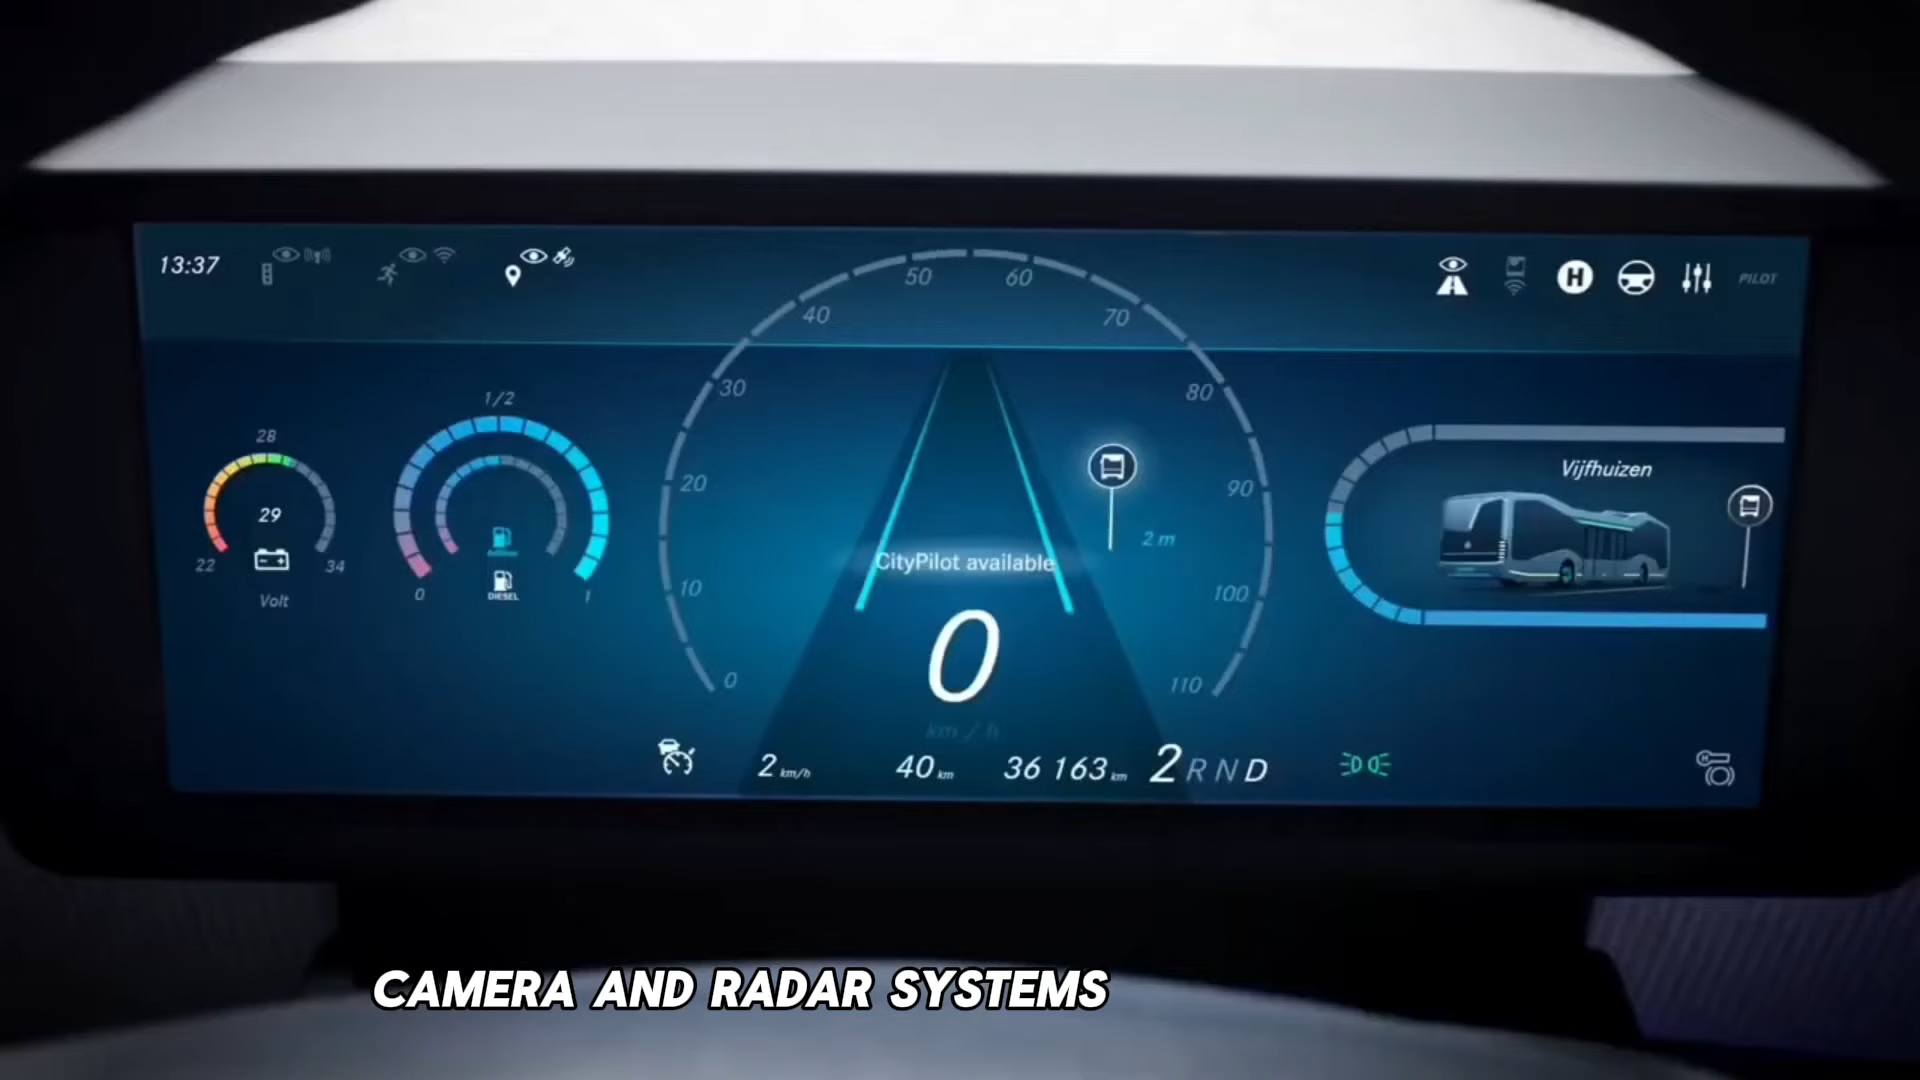 13:37
PILOT
50
60
40
70
30
80
1/2
28
Vijfhuizen
20
90
29
2 m
22
34
CityPilot available
10
100
0
DIESEL
1
Volt
0
0
110
km / h
2 km/h
40 km
36 163 km
2 R N D
H
CAMERA AND RADAR SYSTEMS